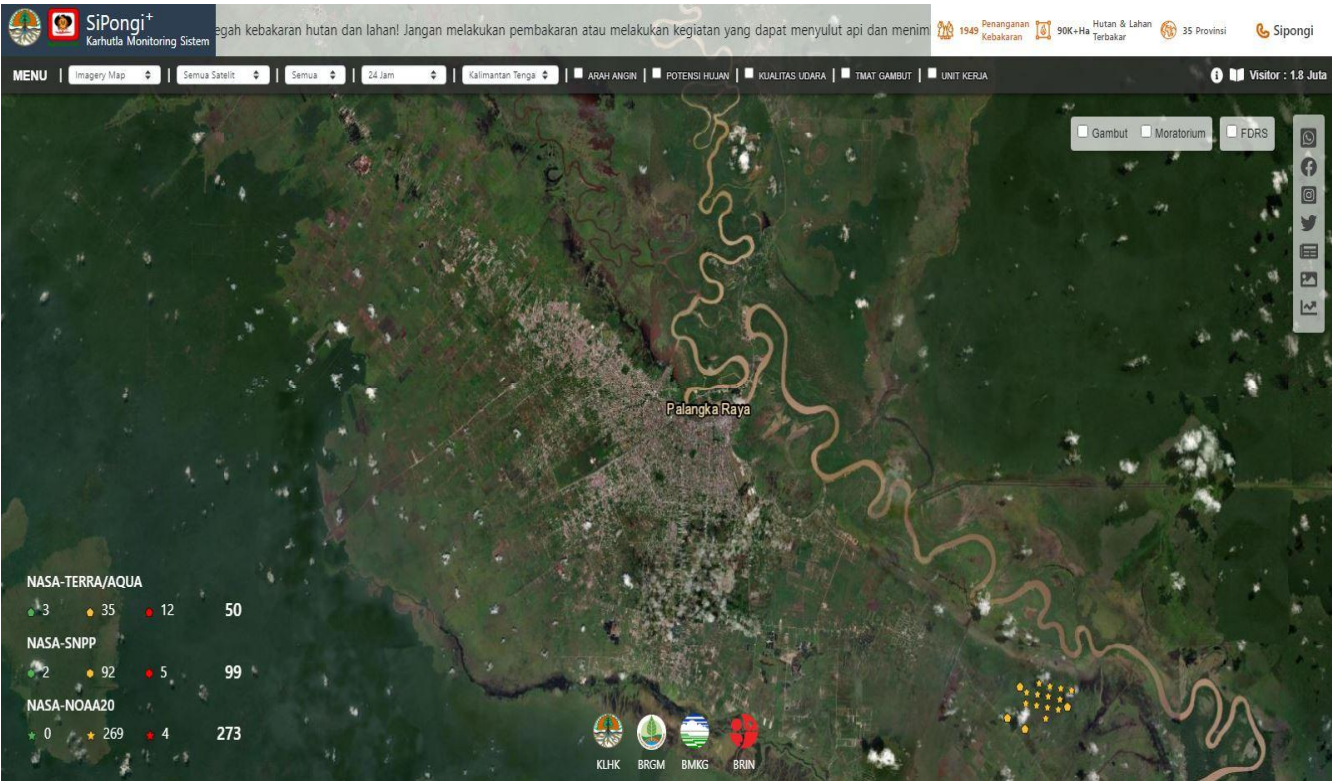 SiPongi+
Karhutla Monitoring Sistem
egah kebakaran hutan dan lahan! Jangan melakukan pembakaran atau melakukan kegiatan yang dapat menyulut api dan menim
1949 Penanganan Kebakaran
90K+Ha Hutan & Lahan Terbakar
35 Provinsi
Sipongi
MENU | Imagery Map | Semua Satelit | Semua | 24 Jam | Kalimantan Tenga | ARAH ANGIN | POTENSI HUJAN | KUALITAS UDARA | TMAT GAMBUT | UNIT KERJA
Visitor : 1.8 Juta
Gambut Moratorium FDRS
Palangka Raya
NASA-TERRA/AQUA
3 35 12 50
NASA-SNPP
2 92 5 99
NASA-NOAA20
0 269 4 273
KLHK BRGM BMKG BRIN